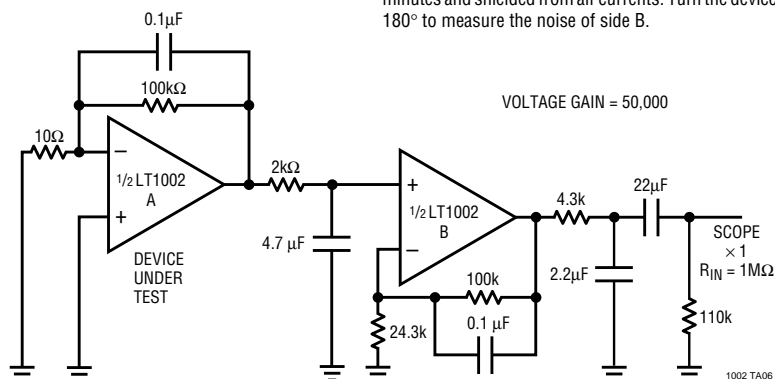 minutes and shielded from air currents. Turn the device
180° to measure the noise of side B.
0.1µF
100kΩ
VOLTAGE GAIN = 50,000
10Ω
–
+
1/2 LT1002
A
DEVICE
UNDER
TEST
2kΩ
4.7 µF
+
–
1/2 LT1002
B
24.3k
100k
0.1 µF
4.3k
2.2µF
22µF
110k
SCOPE
× 1
RIN = 1MΩ
1002 TA06